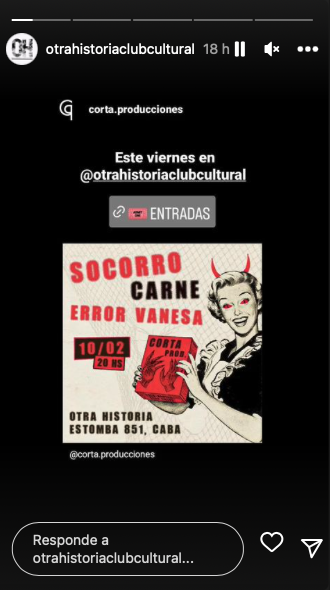 OH
otrahistoriaclubcultural 18 h
corta.producciones
Este viernes en
@otrahistoriaclubcultural
ENTRADAS
SOCORRO
CARNE
ERROR VANESA
10/02
20 HS
CORTA
PROD
OTRA HISTORIA
ESTOMBA 851, CABA
@corta.producciones
Responde a
otrahistoriaclubcultural...